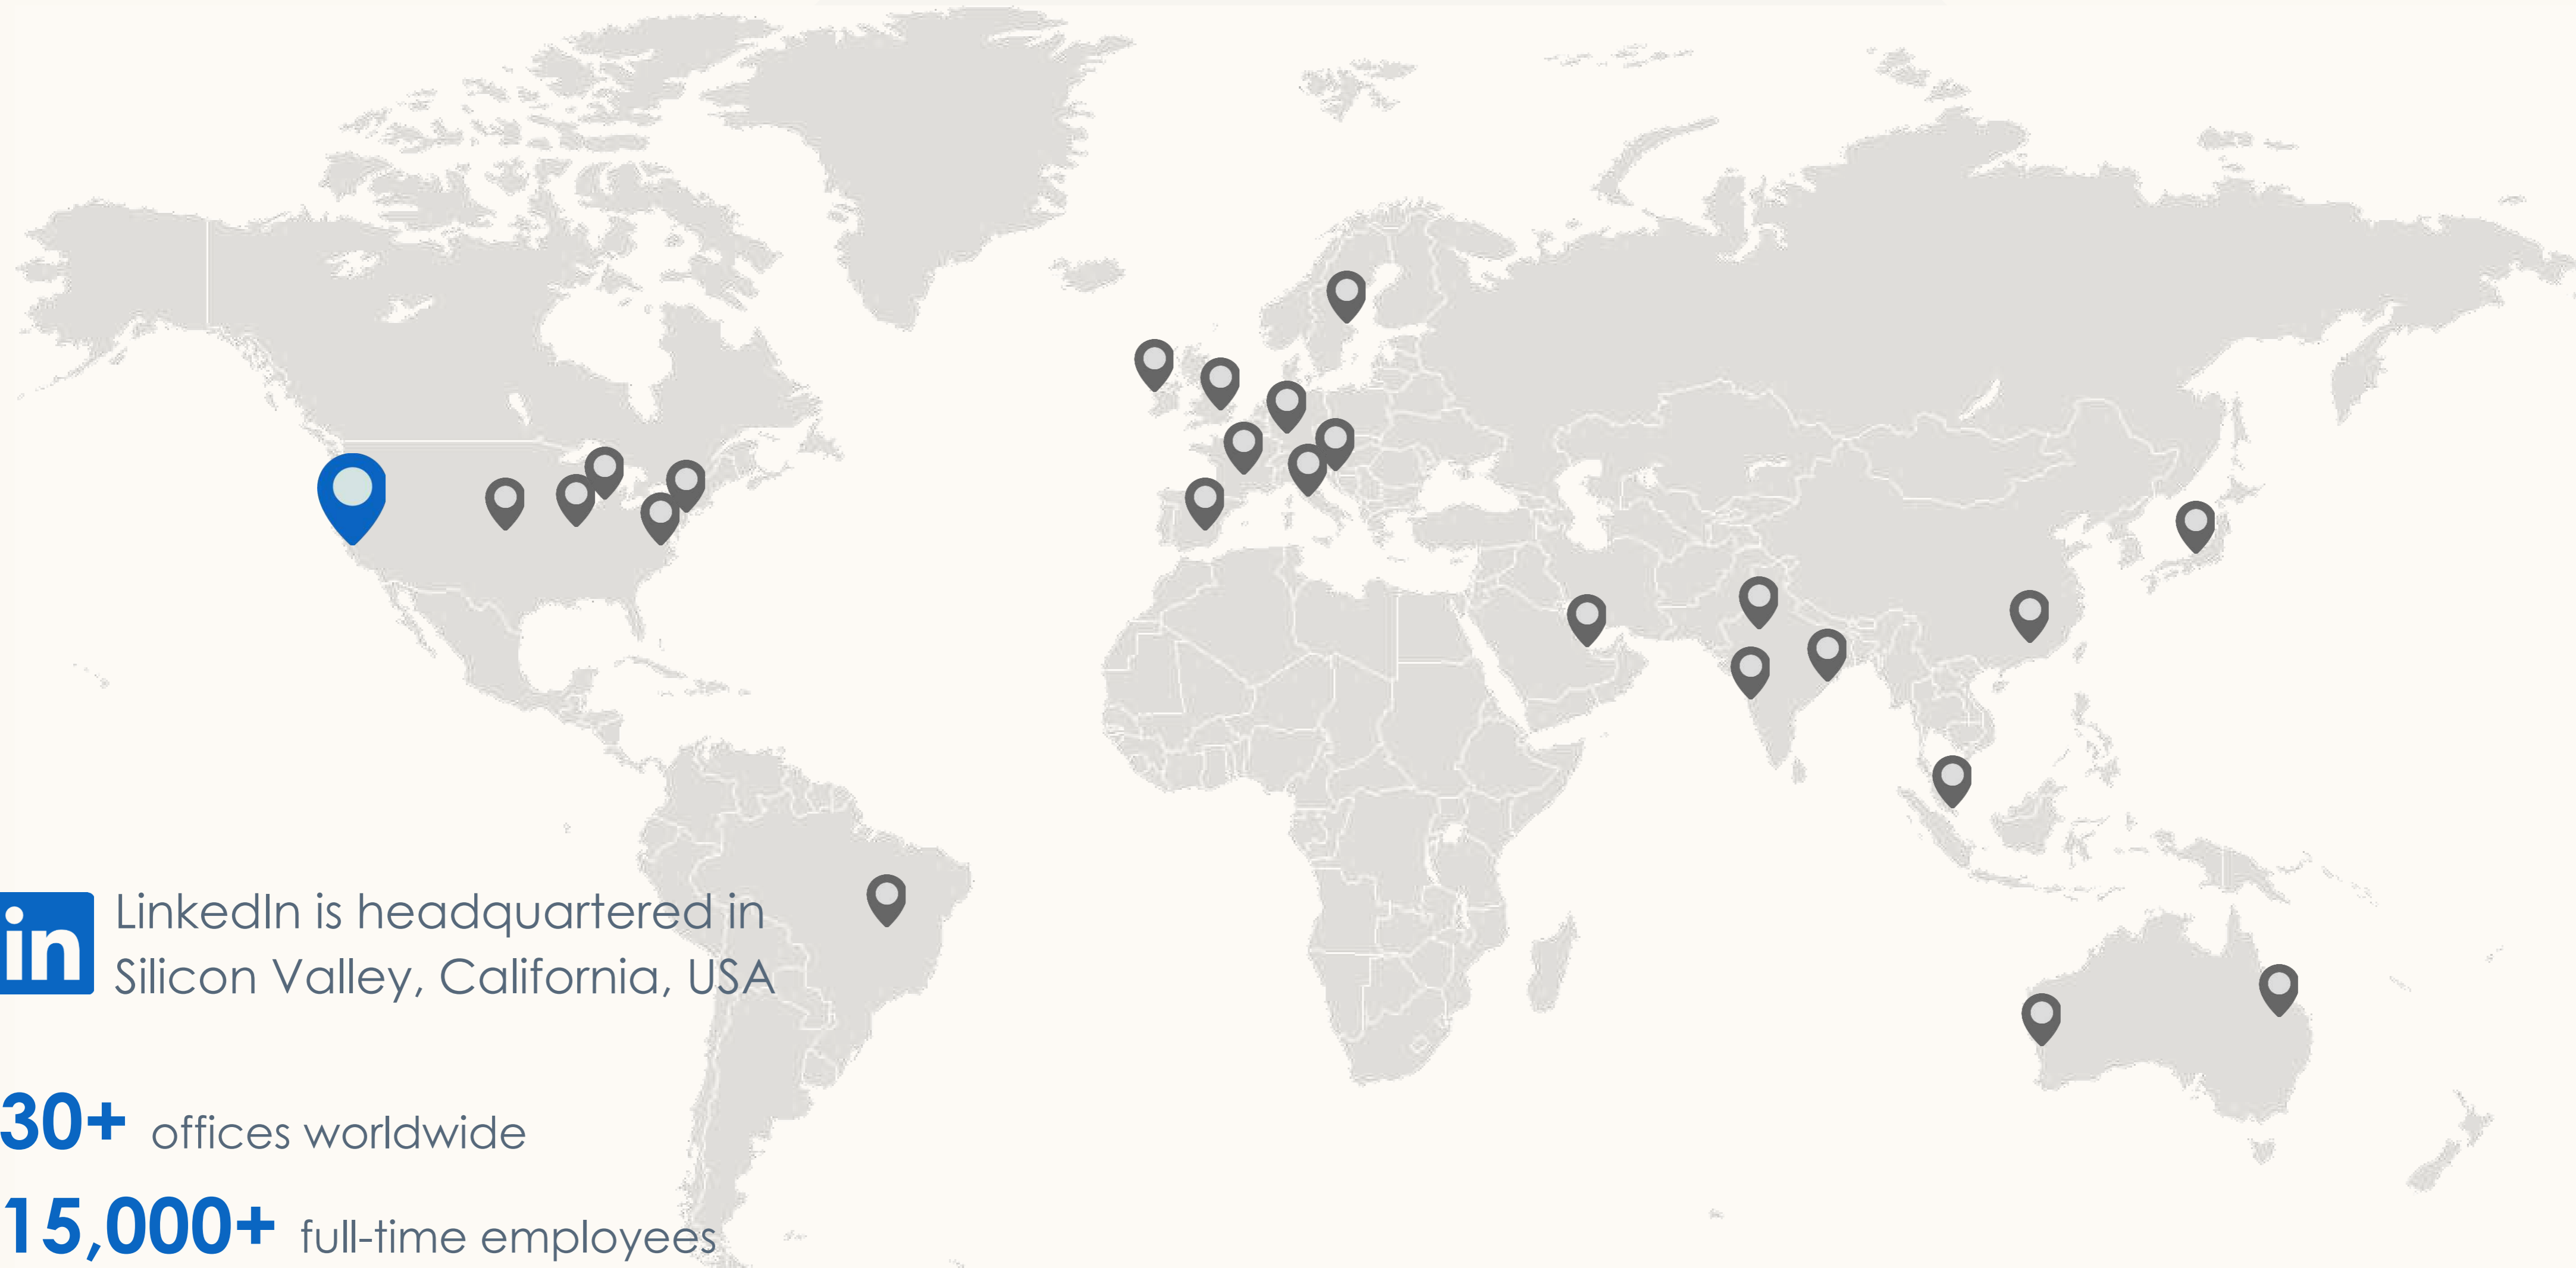 in
LinkedIn is headquartered in
Silicon Valley, California, USA
30+ offices worldwide
15,000+ full-time employees